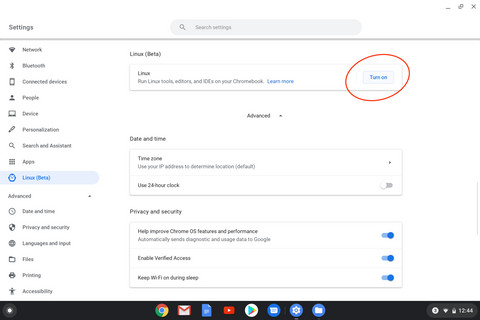 Settings
Search settings
Network
Bluetooth
Connected devices
People
Device
Personalization
Search and Assistant
Apps
Linux (Beta)
Advanced
Date and time
Privacy and security
Languages and input
Files
Printing
Accessibility
Linux (Beta)
Linux
Run Linux tools, editors, and IDEs on your Chromebook. Learn more
Turn on
Advanced
Date and time
Time zone
Use your IP address to determine location (default)
Use 24-hour clock
Privacy and security
Help improve Chrome OS features and performance
Automatically sends diagnostic and usage data to Google
Enable Verified Access
Keep Wi-Fi on during sleep
12:44